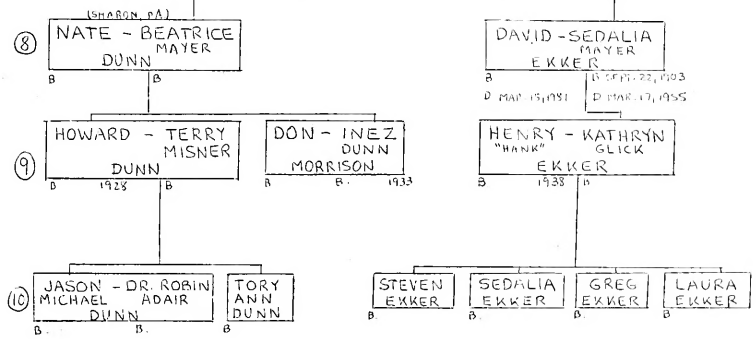 (SHARON, PA)
8
NATE - BEATRICE
MAYER
DUNN
B B
DAVID - SEDALIA
MAYER
EKKER
B B SEPT. 22, 1903
D MAR. 15, 1981 D MAR. 17, 1955
9
HOWARD - TERRY
MISNER
DUNN
B 1928 B
DON - INEZ
DUNN
MORRISON
B B. 1933
HENRY - KATHRYN
"HANK" GLICK
EKKER
B 1938 B
10
JASON - DR. ROBIN
MICHAEL ADAIR
DUNN
B. B.
TORY
ANN
DUNN
B
STEVEN
EKKER
B.
SEDALIA
EKKER
B.
GREG
EKKER
B.
LAURA
EKKER
B